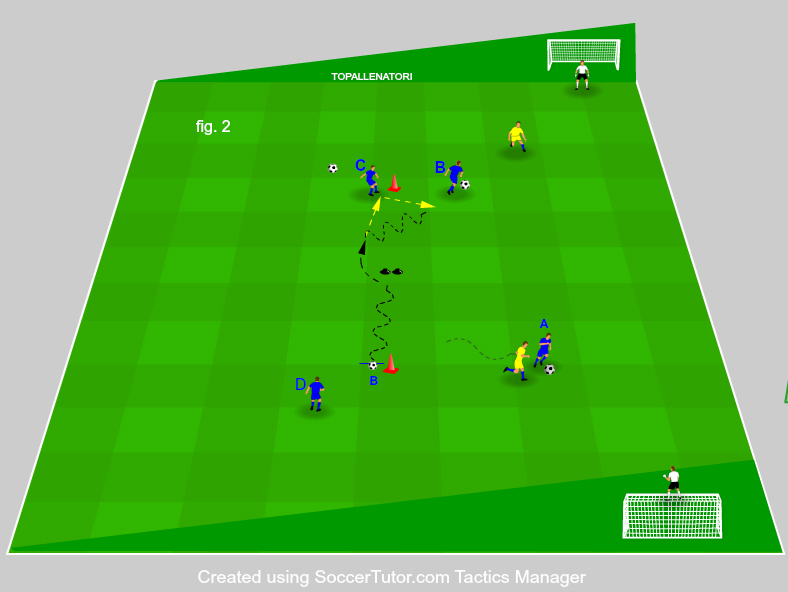 TOPALLENATORI
fig. 2
C
B
A
B
D
Created using SoccerTutor.com Tactics Manager